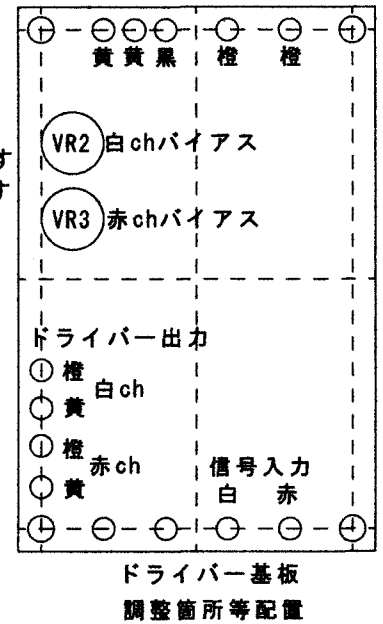 黄 黄 黒 橙 橙
す
VR2 白chバイアス
す
VR3 赤chバイアス
ドライバー出力
橙
白ch
黄
橙
赤ch 信号入力
黄 白 赤
ドライバー基板
調整箇所等配置